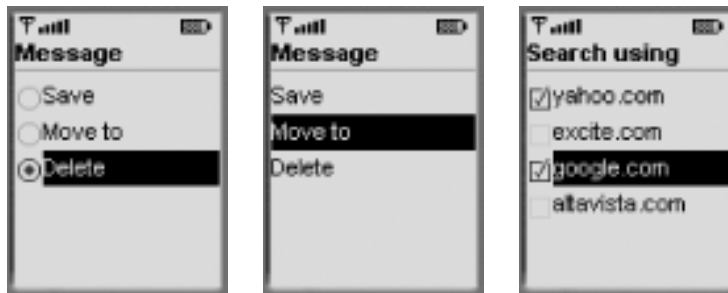 Message
Save
Move to
Delete
Message
Save
Move to
Delete
Search using
yahoo.com
excite.com
google.com
altavista.com